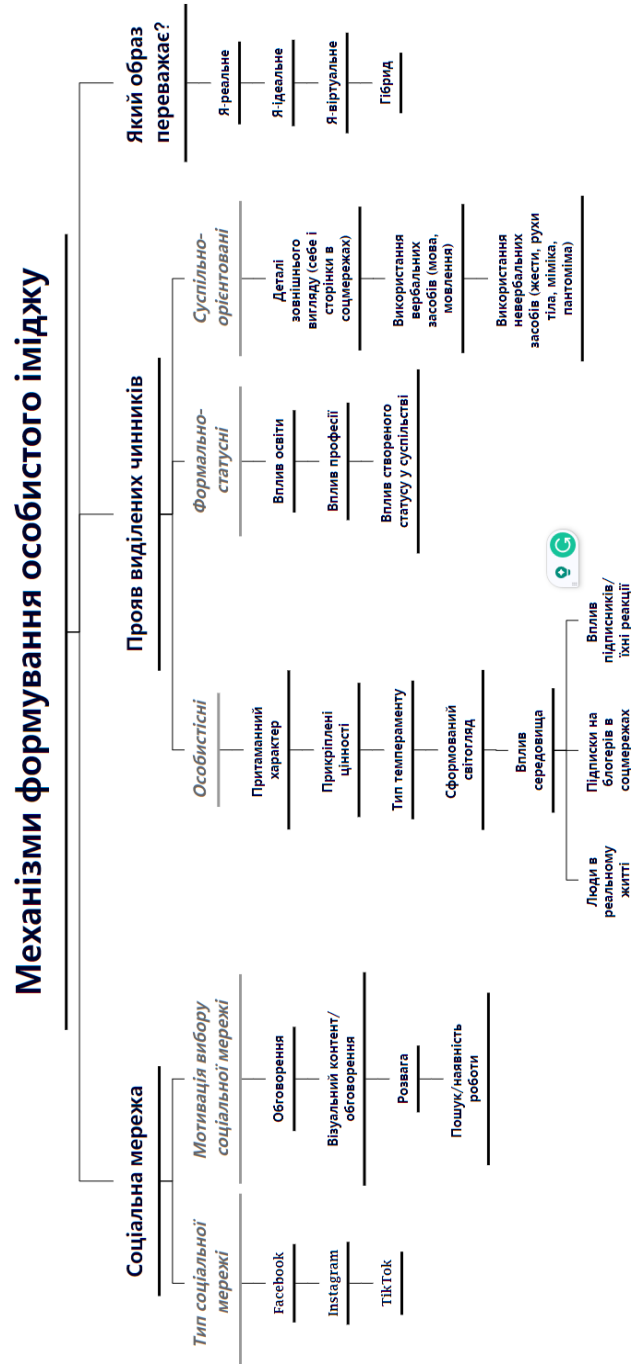 Механізми формування особистого іміджу
Соціальна мережа
Тип соціальної
мережі
Facebook
Instagram
TikTok
Мотивація вибору
соціальної мережі
Обговорення
Візуальний контент/
обговорення
Розвага
Пошук/наявність
роботи
Прояв виділених чинників
Особистісні
Притаманний
характер
Прикріплені
цінності
Тип темпераменту
Сформований
світогляд
Вплив
середовища
Люди в
реальному
житті
Підписки на
блогерів в
соцмережах
Вплив
підписників/
їхні реакції
Формально-
статусні
Вплив освіти
Вплив професії
Вплив створеного
статусу у суспільстві
Суспільно-
орієнтовані
Деталі
зовнішнього
вигляду (себе і
сторінки в
соцмережах)
Використання
вербальних
засобів (мова,
мовлення)
Використання
невербальних
засобів (жести, рухи
тіла, міміка,
пантоміма)
Який образ
переважає?
Я-реальне
Я-ідеальне
Я-віртуальне
Гібрид